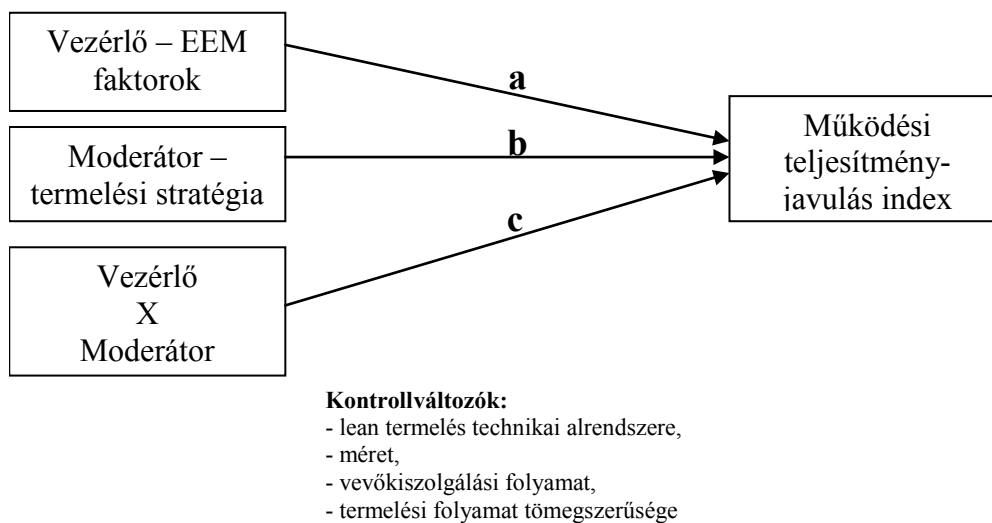 Vezérlő – EEM
faktorok
a
Moderátor –
termelési stratégia
b
Működési
teljesítmény-
javulás index
c
Vezérlő
X
Moderátor
Kontrollváltozók:
- lean termelés technikai alrendszere,
- méret,
- vevőkiszolgálási folyamat,
- termelési folyamat tömegszerűsége